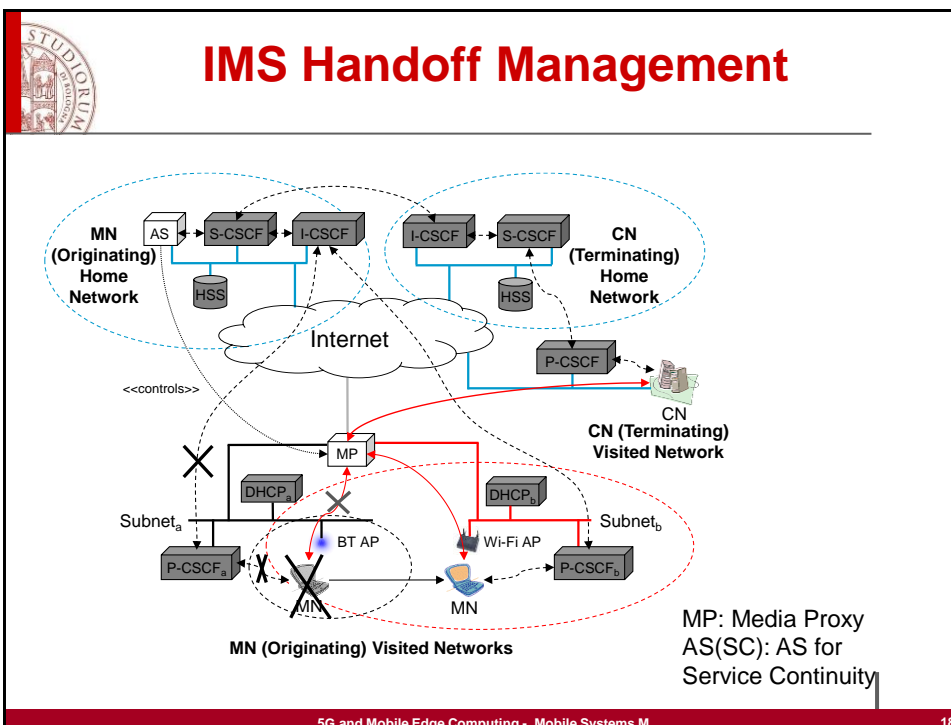 STUDIORUM
DI BOLOGNA
IMS Handoff Management
MN
(Originating)
Home
Network
AS
S-CSCF
I-CSCF
HSS
I-CSCF
S-CSCF
HSS
CN
(Terminating)
Home
Network
Internet
P-CSCF
<<controls>>
CN
CN (Terminating)
Visited Network
MP
DHCPa
DHCPb
Subneta
Subnetb
BT AP
Wi-Fi AP
P-CSCFa
P-CSCFb
MN
MN
MN (Originating) Visited Networks
MP: Media Proxy
AS(SC): AS for
Service Continuity
5G and Mobile Edge Computing - Mobile Systems M